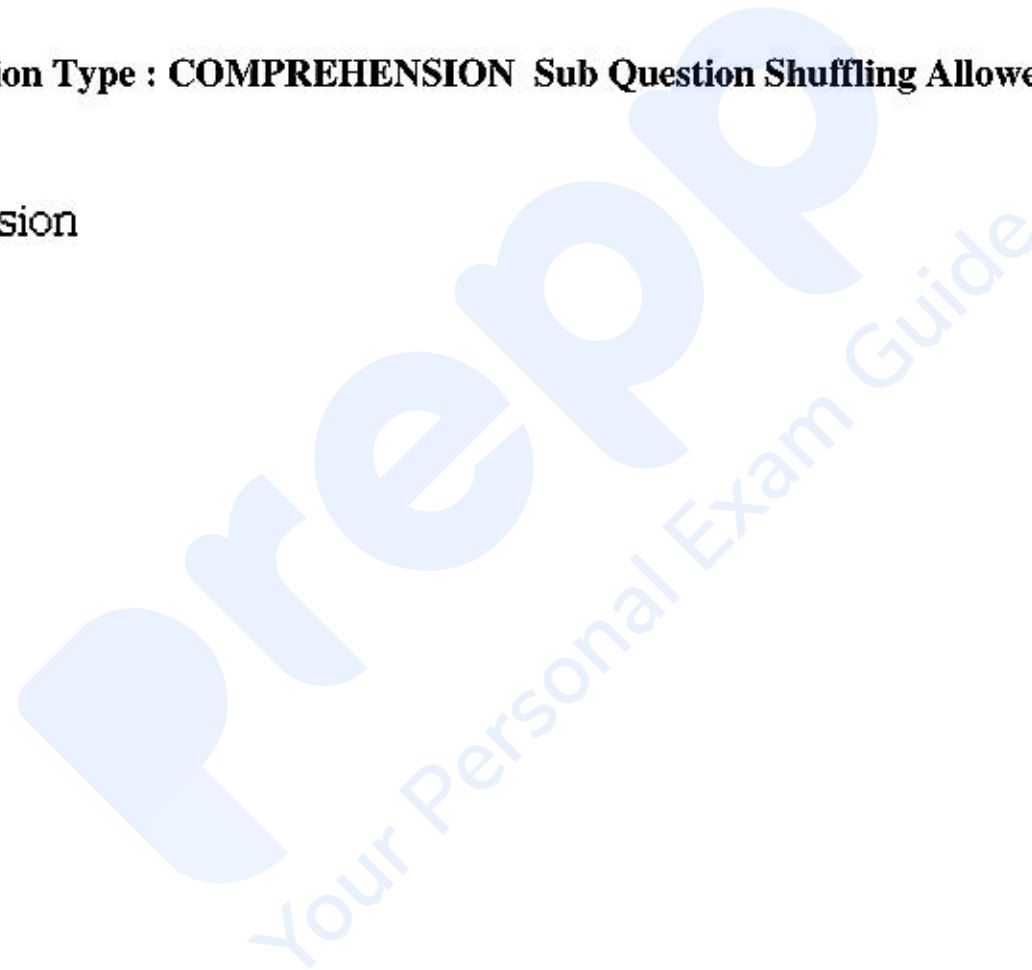 ion Type : COMPREHENSION Sub Question Shuffling Allowe
sion
prepp
Your Personal Exam Guide